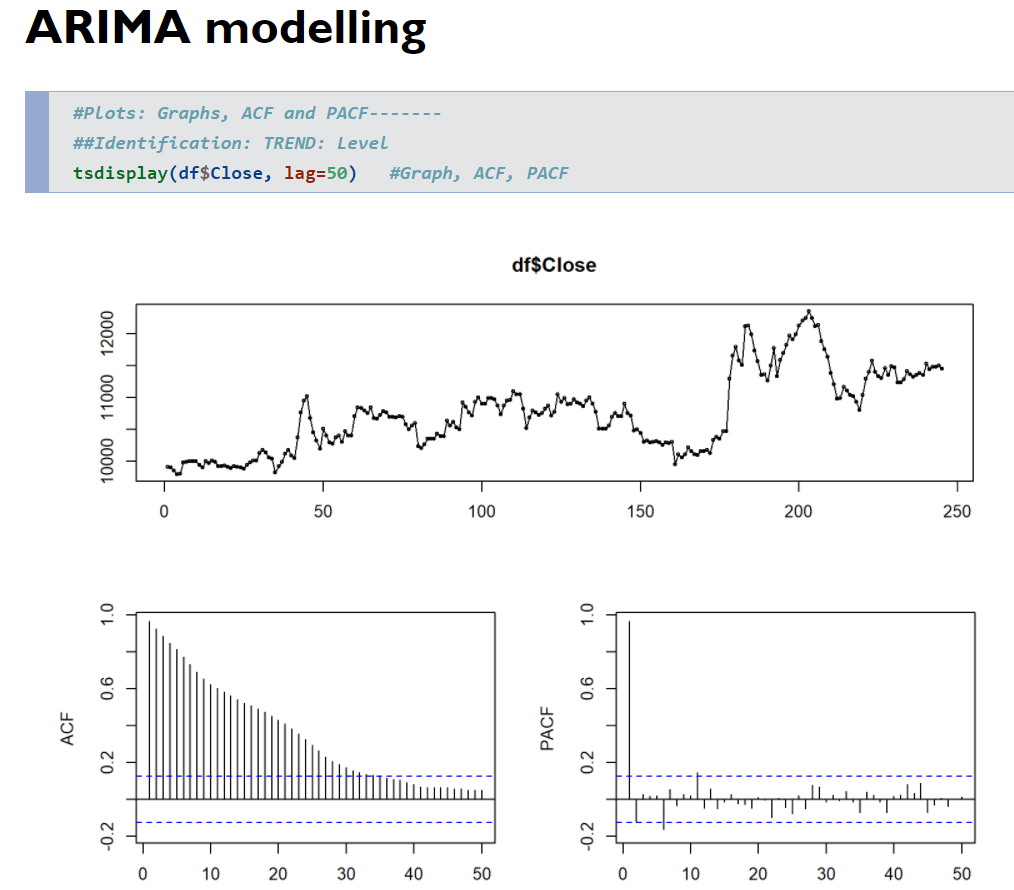 ARIMA modelling
#Plots: Graphs, ACF and PACF-------
##Identification: TREND: Level
tsdisplay(df$Close, lag=50)   #Graph, ACF, PACF
df$Close
12000
11000
10000
0 50 100 150 200 250
1.0
0.6
0.2
-0.2
ACF
0 10 20 30 40 50
1.0
0.6
0.2
-0.2
PACF
0 10 20 30 40 50